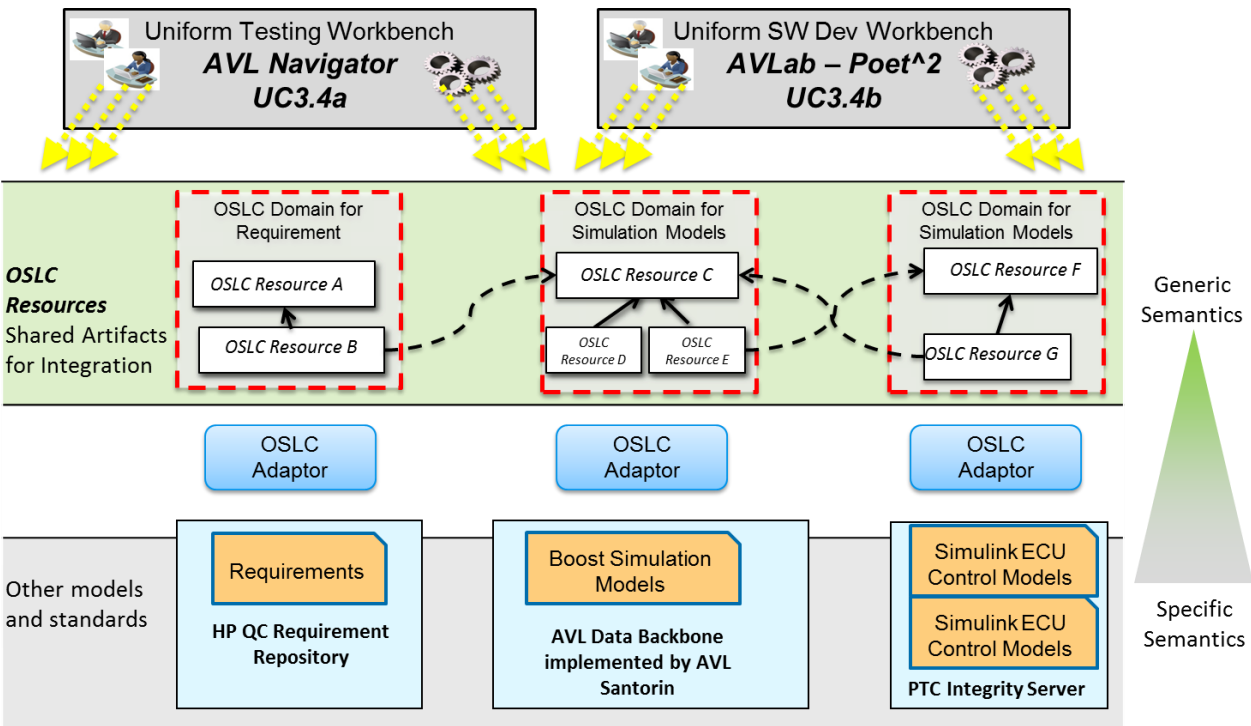 Uniform Testing Workbench
AVL Navigator
UC3.4a
Uniform SW Dev Workbench
AVLab – Poet^2
UC3.4b
OSLC
Resources
Shared Artifacts
for Integration
OSLC Domain for
Requirement
OSLC Resource A
OSLC Resource B
OSLC Domain for
Simulation Models
OSLC Resource C
OSLC
Resource D
OSLC
Resource E
OSLC Domain for
Simulation Models
OSLC Resource F
OSLC Resource G
Generic
Semantics
OSLC
Adaptor
OSLC
Adaptor
OSLC
Adaptor
Other models
and standards
Requirements
HP QC Requirement
Repository
Boost Simulation
Models
AVL Data Backbone
implemented by AVL
Santorin
Simulink ECU
Control Models
Simulink ECU
Control Models
PTC Integrity Server
Specific
Semantics